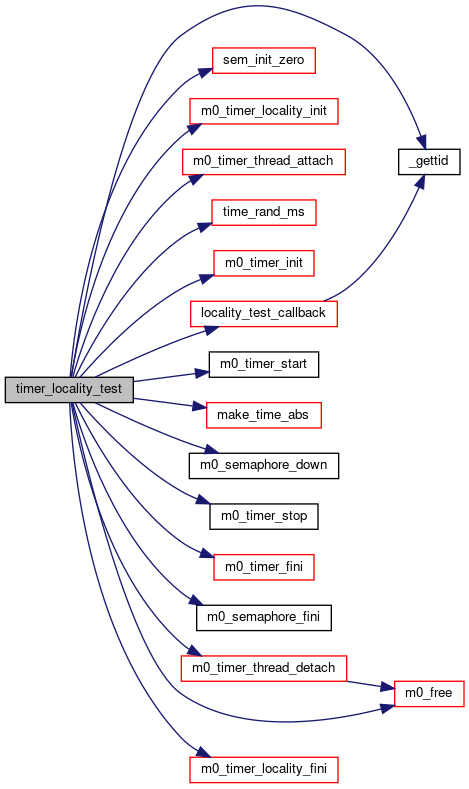 sem_init_zero
m0_timer_locality_init
m0_timer_thread_attach
_gettid
time_rand_ms
m0_timer_init
locality_test_callback
m0_timer_start
timer_locality_test
make_time_abs
m0_semaphore_down
m0_timer_stop
m0_timer_fini
m0_semaphore_fini
m0_timer_thread_detach
m0_free
m0_timer_locality_fini